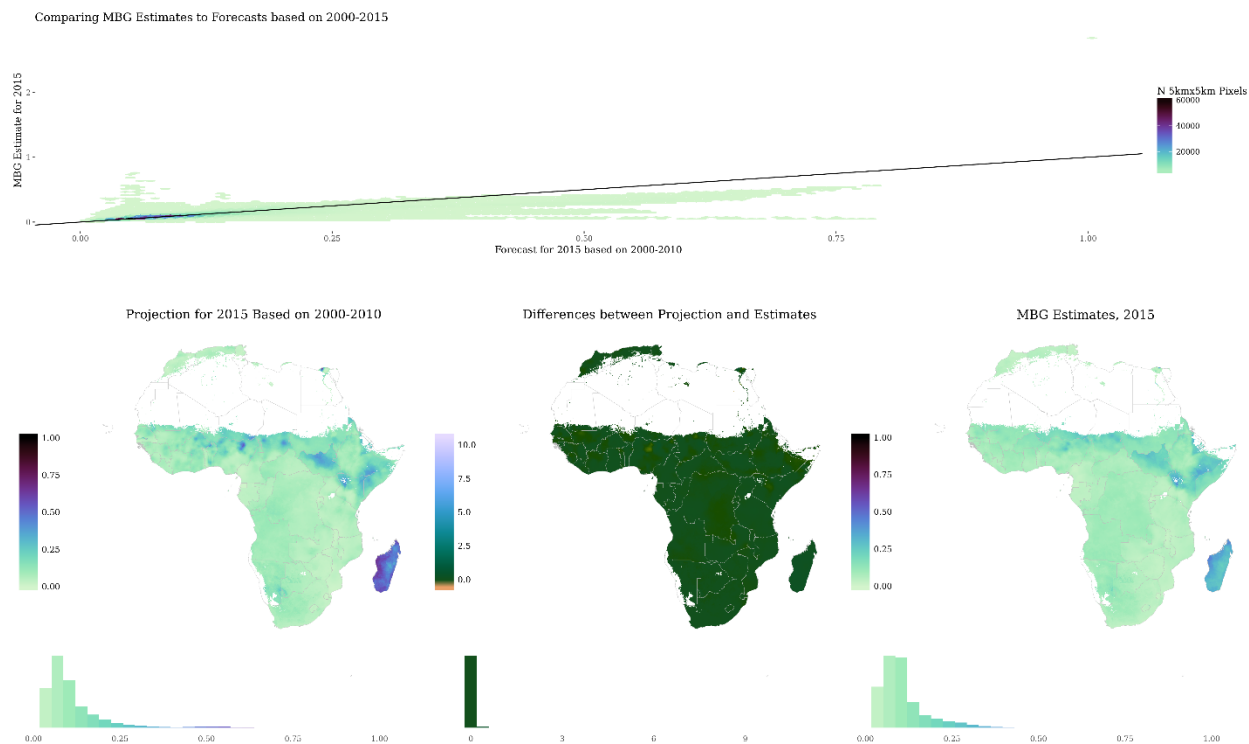 Comparing MBG Estimates to Forecasts based on 2000-2015
MBG Estimate for 2015
2
1
0
0.00 0.25 0.50 0.75 1.00
Forecast for 2015 based on 2000-2010
N 5kmx5km Pixels
60000
40000
20000
Projection for 2015 Based on 2000-2010
1.00
0.75
0.50
0.25
0.00
0.00 0.25 0.50 0.75 1.00
Differences between Projection and Estimates
10.0
7.5
5.0
2.5
0.0
0 3 6 9
MBG Estimates, 2015
1.00
0.75
0.50
0.25
0.00
0.00 0.25 0.50 0.75 1.00